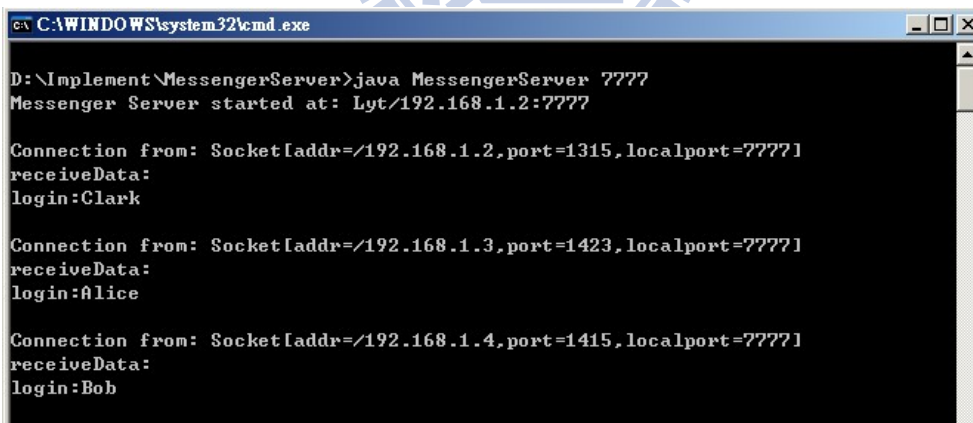 C:\WINDOWS\system32\cmd.exe
D:\Implement\MessengerServer>java MessengerServer 7777
Messenger Server started at: Lyt/192.168.1.2:7777
Connection from: Socket[addr=/192.168.1.2,port=1315,localport=7777]
receiveData:
login:Clark
Connection from: Socket[addr=/192.168.1.3,port=1423,localport=7777]
receiveData:
login:Alice
Connection from: Socket[addr=/192.168.1.4,port=1415,localport=7777]
receiveData:
login:Bob